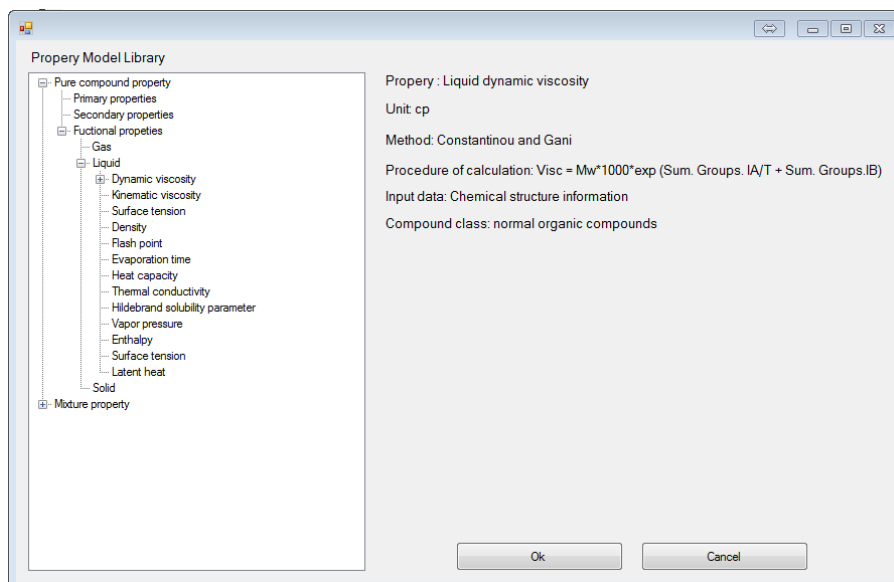 Propery Model Library
Pure compound property
Primary properties
Secondary properties
Fuctional propeties
Gas
Liquid
Dynamic viscosity
Kinematic viscosity
Surface tension
Density
Flash point
Evaporation time
Heat capacity
Thermal conductivity
Hildebrand solubility parameter
Vapor pressure
Enthalpy
Surface tension
Latent heat
Solid
Mixture property
Propery : Liquid dynamic viscosity
Unit: cp
Method: Constantinou and Gani
Procedure of calculation: Visc = Mw*1000*exp (Sum. Groups. IA/T + Sum. Groups.IB)
Input data: Chemical structure information
Compound class: normal organic compounds
Ok
Cancel